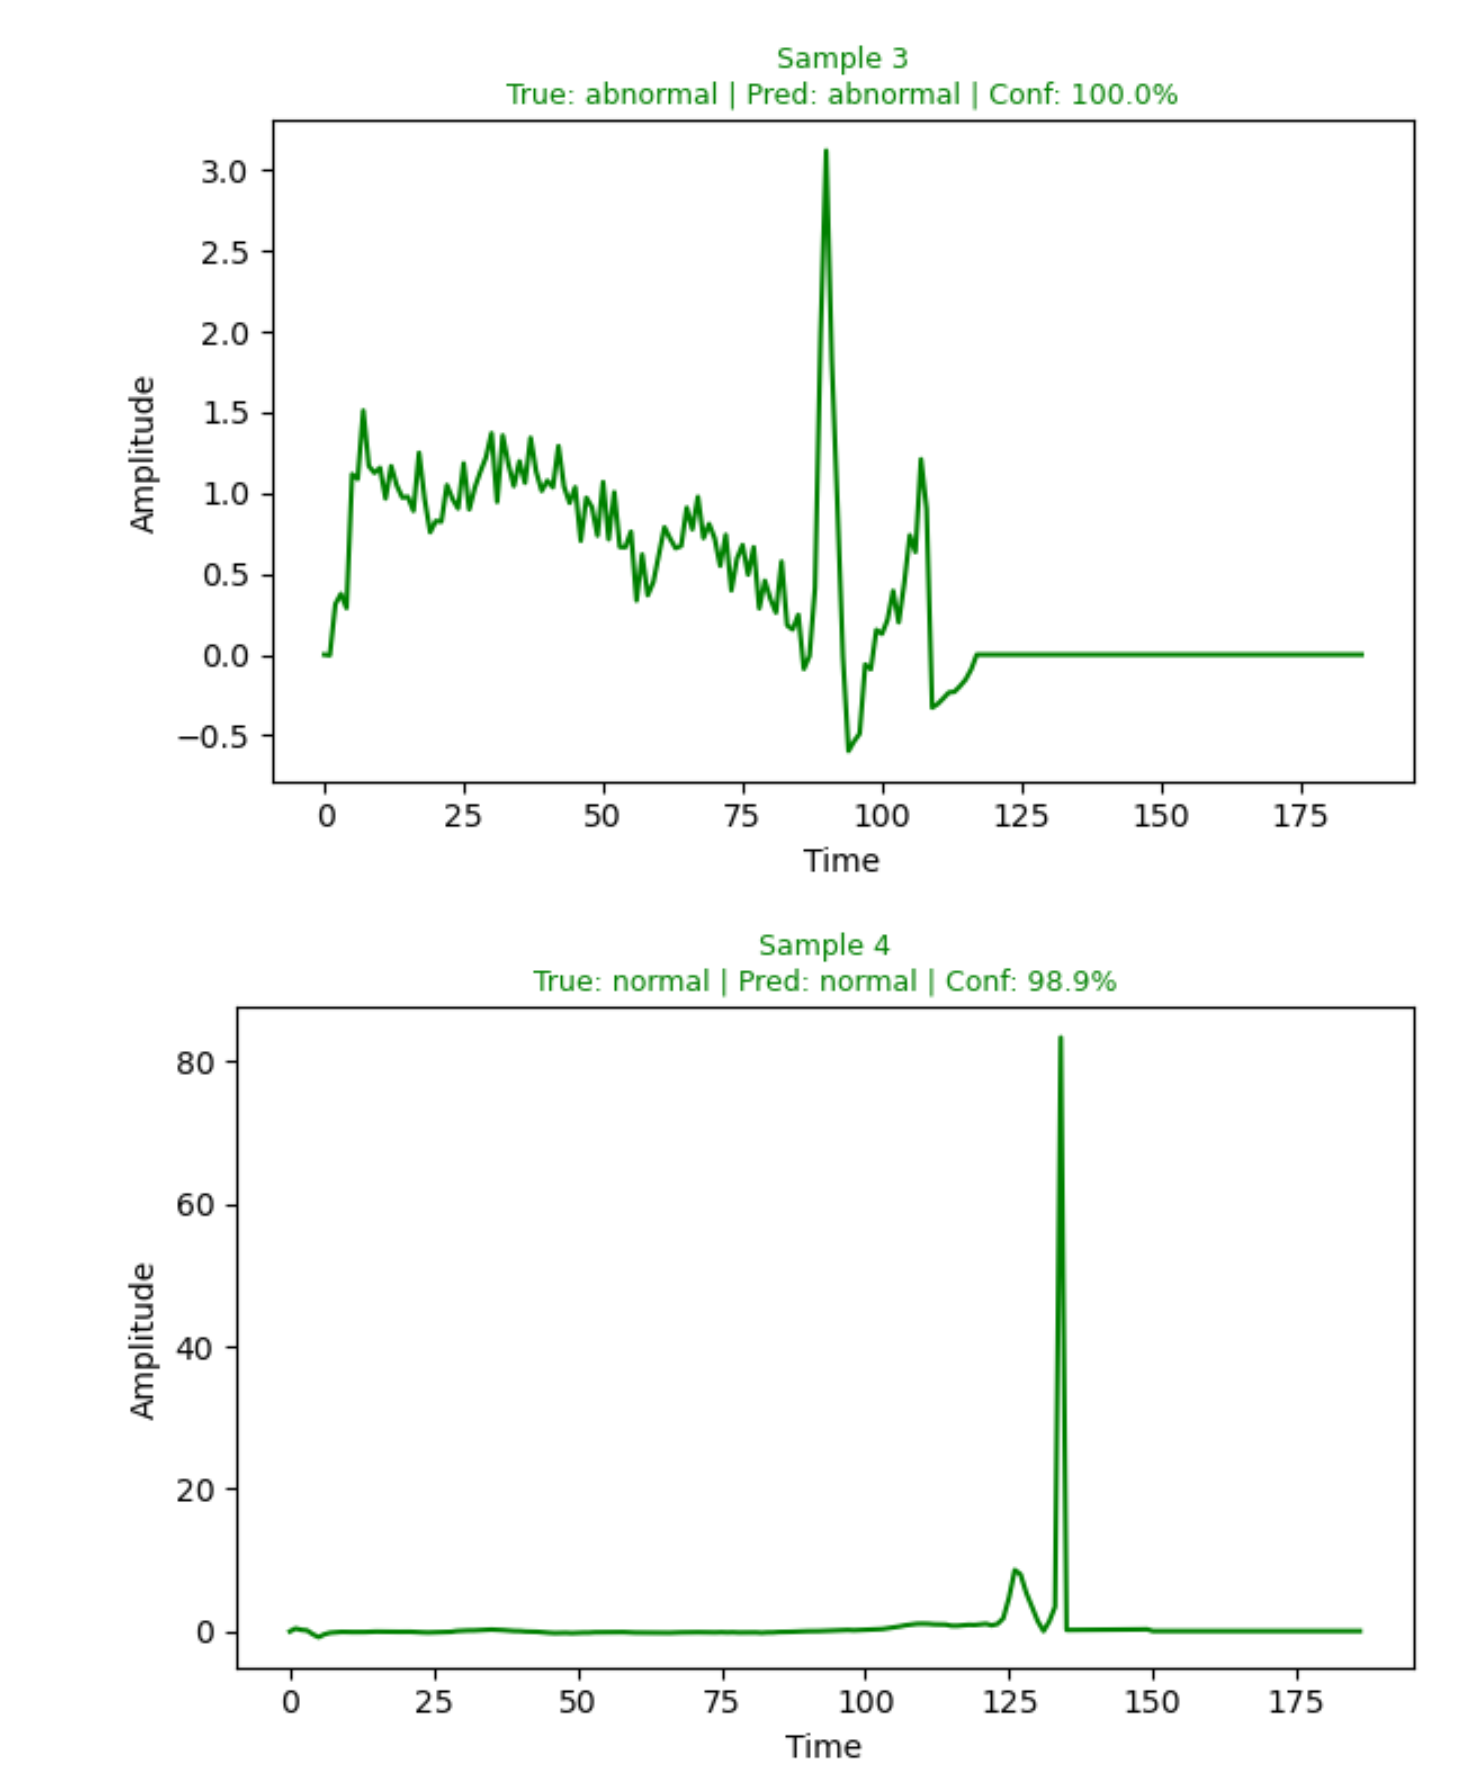 Sample 3
True: abnormal | Pred: abnormal | Conf: 100.0%
3.0
2.5
2.0
1.5
1.0
0.5
0.0
−0.5
Amplitude
0 25 50 75 100 125 150 175
Time
Sample 4
True: normal | Pred: normal | Conf: 98.9%
80
60
40
20
0
Amplitude
0 25 50 75 100 125 150 175
Time